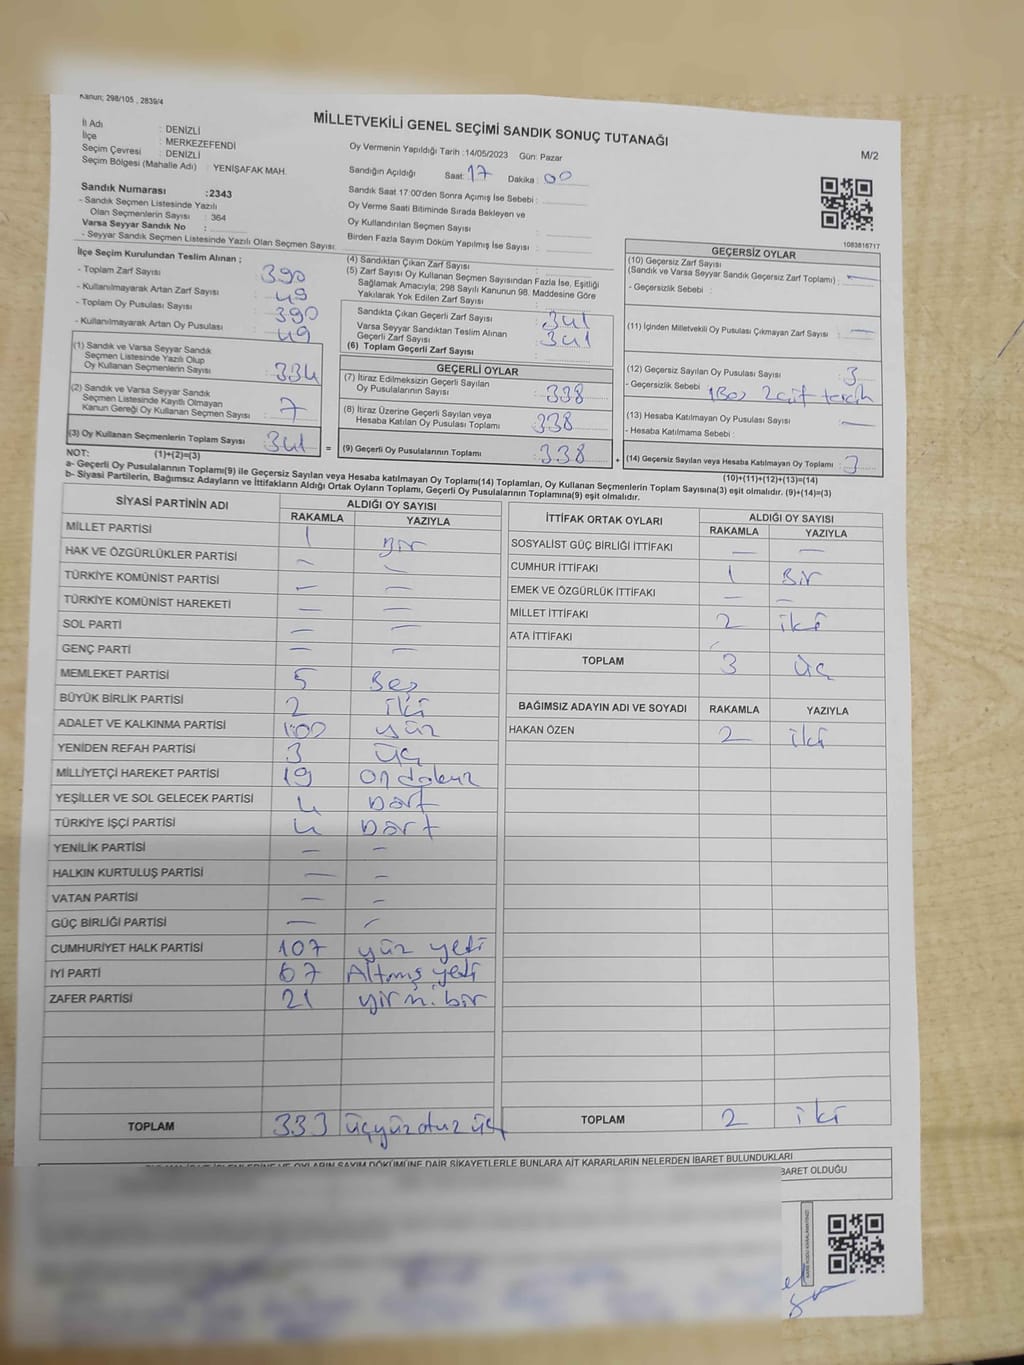 Kanun; 298/105 , 2839/4
MİLLETVEKİLİ GENEL SEÇİMİ SANDIK SONUÇ TUTANAĞI
M/2
İl Adı : DENİZLİ
İlçe : MERKEZEFENDİ
Seçim Çevresi : DENİZLİ
Seçim Bölgesi (Mahalle Adı) : YENİŞAFAK MAH.
Sandık Numarası :2343
- Sandık Seçmen Listesinde Yazılı
Olan Seçmenlerin Sayısı : 364
Varsa Seyyar Sandık No :
- Seyyar Sandık Seçmen Listesinde Yazılı Olan Seçmen Sayısı:
Oy Vermenin Yapıldığı Tarih :14/05/2023 Gün: Pazar
Sandığın Açıldığı Saat: 17 Dakika : 00
Sandık Saat 17:00'den Sonra Açımış İse Sebebi :
Oy Verme Saati Bitiminde Sırada Bekleyen ve
Oy Kullandırılan Seçmen Sayısı :
Birden Fazla Sayım Döküm Yapılmış İse Sayısı :
1083816717
İlçe Seçim Kurulundan Teslim Alınan ;
- Toplam Zarf Sayısı : 390
- Kullanılmayarak Artan Zarf Sayısı : 49
- Toplam Oy Pusulası Sayısı : 390
- Kullanılmayarak Artan Oy Pusulası : 49
(1) Sandık ve Varsa Seyyar Sandık
Seçmen Listesinde Yazılı Olup
Oy Kullanan Seçmenlerin Sayısı : 334
(2) Sandık ve Varsa Seyyar Sandık
Seçmen Listesinde Kayıtlı Olmayan
Kanun Gereği Oy Kullanan Seçmen Sayısı : 7
(3) Oy Kullanan Seçmenlerin Toplam Sayısı : 341
(4) Sandıktan Çıkan Zarf Sayısı :
(5) Zarf Sayısı Oy Kullanan Seçmen Sayısından Fazla İse, Eşitliği
Sağlamak Amacıyla; 298 Sayılı Kanunun 98. Maddesine Göre
Yakılarak Yok Edilen Zarf Sayısı :
Sandıkta Çıkan Geçerli Zarf Sayısı : 341
Varsa Seyyar Sandıktan Teslim Alınan
Geçerli Zarf Sayısı : 341
(6) Toplam Geçerli Zarf Sayısı :
GEÇERLİ OYLAR
(7) İtiraz Edilmeksizin Geçerli Sayılan
Oy Pusulalarının Sayısı : 338
(8) İtiraz Üzerine Geçerli Sayılan veya
Hesaba Katılan Oy Pusulası Toplamı : 338
= (9) Geçerli Oy Pusulalarının Toplamı : 338 +
GEÇERSİZ OYLAR
(10) Geçersiz Zarf Sayısı
(Sandık ve Varsa Seyyar Sandık Geçersiz Zarf Toplamı) : —
- Geçersizlik Sebebi :
(11) İçinden Milletvekili Oy Pusulası Çıkmayan Zarf Sayısı : —
(12) Geçersiz Sayılan Oy Pusulası Sayısı : 3
- Geçersizlik Sebebi : 1Boş 2çift tercih
(13) Hesaba Katılmayan Oy Pusulası Sayısı : —
- Hesaba Katılmama Sebebi :
(14) Geçersiz Sayılan veya Hesaba Katılmayan Oy Toplamı : 3
NOT: (1)+(2)=(3)
(10)+(11)+(12)+(13)=(14)
a- Geçerli Oy Pusulalarının Toplamı(9) ile Geçersiz Sayılan veya Hesaba katılmayan Oy Toplamı(14) Toplamları, Oy Kullanan Seçmenlerin Toplam Sayısına(3) eşit olmalıdır. (9)+(14)=(3)
b- Siyasi Partilerin, Bağımsız Adayların ve İttifakların Aldığı Ortak Oyların Toplamı, Geçerli Oy Pusulalarının Toplamına(9) eşit olmalıdır.
SİYASİ PARTİNİN ADI ALDIĞI OY SAYISI
RAKAMLA YAZIYLA
MİLLET PARTİSİ 1 Bir
HAK VE ÖZGÜRLÜKLER PARTİSİ — —
TÜRKİYE KOMÜNİST PARTİSİ — —
TÜRKİYE KOMÜNİST HAREKETİ — —
SOL PARTİ — —
GENÇ PARTİ — —
MEMLEKET PARTİSİ 5 Beş
BÜYÜK BİRLİK PARTİSİ 2 iki
ADALET VE KALKINMA PARTİSİ 100 yüz
YENİDEN REFAH PARTİSİ 3 üç
MİLLİYETÇİ HAREKET PARTİSİ 19 On dokuz
YEŞİLLER VE SOL GELECEK PARTİSİ 4 Dört
TÜRKİYE İŞÇİ PARTİSİ 4 Dört
YENİLİK PARTİSİ — —
HALKIN KURTULUŞ PARTİSİ — —
VATAN PARTİSİ — —
GÜÇ BİRLİĞİ PARTİSİ — —
CUMHURİYET HALK PARTİSİ 107 yüz yedi
İYİ PARTİ 67 Altmış yedi
ZAFER PARTİSİ 21 yirmi bir
TOPLAM 333 üçyüzotuz üç
İTTİFAK ORTAK OYLARI ALDIĞI OY SAYISI
RAKAMLA YAZIYLA
SOSYALİST GÜÇ BİRLİĞİ İTTİFAKI — —
CUMHUR İTTİFAKI 1 Bir
EMEK VE ÖZGÜRLÜK İTTİFAKI — —
MİLLET İTTİFAKI 2 iki
ATA İTTİFAKI —
TOPLAM 3 üç
BAĞIMSIZ ADAYIN ADI VE SOYADI RAKAMLA YAZIYLA
HAKAN ÖZEN 2 iki
TOPLAM 2 iki
DÖKÜMÜNE DAİR ŞİKAYETLERLE BUNLARA AİT KARARLARIN NELERDEN İBARET BULUNDUKLARI
BARET OLDUĞU